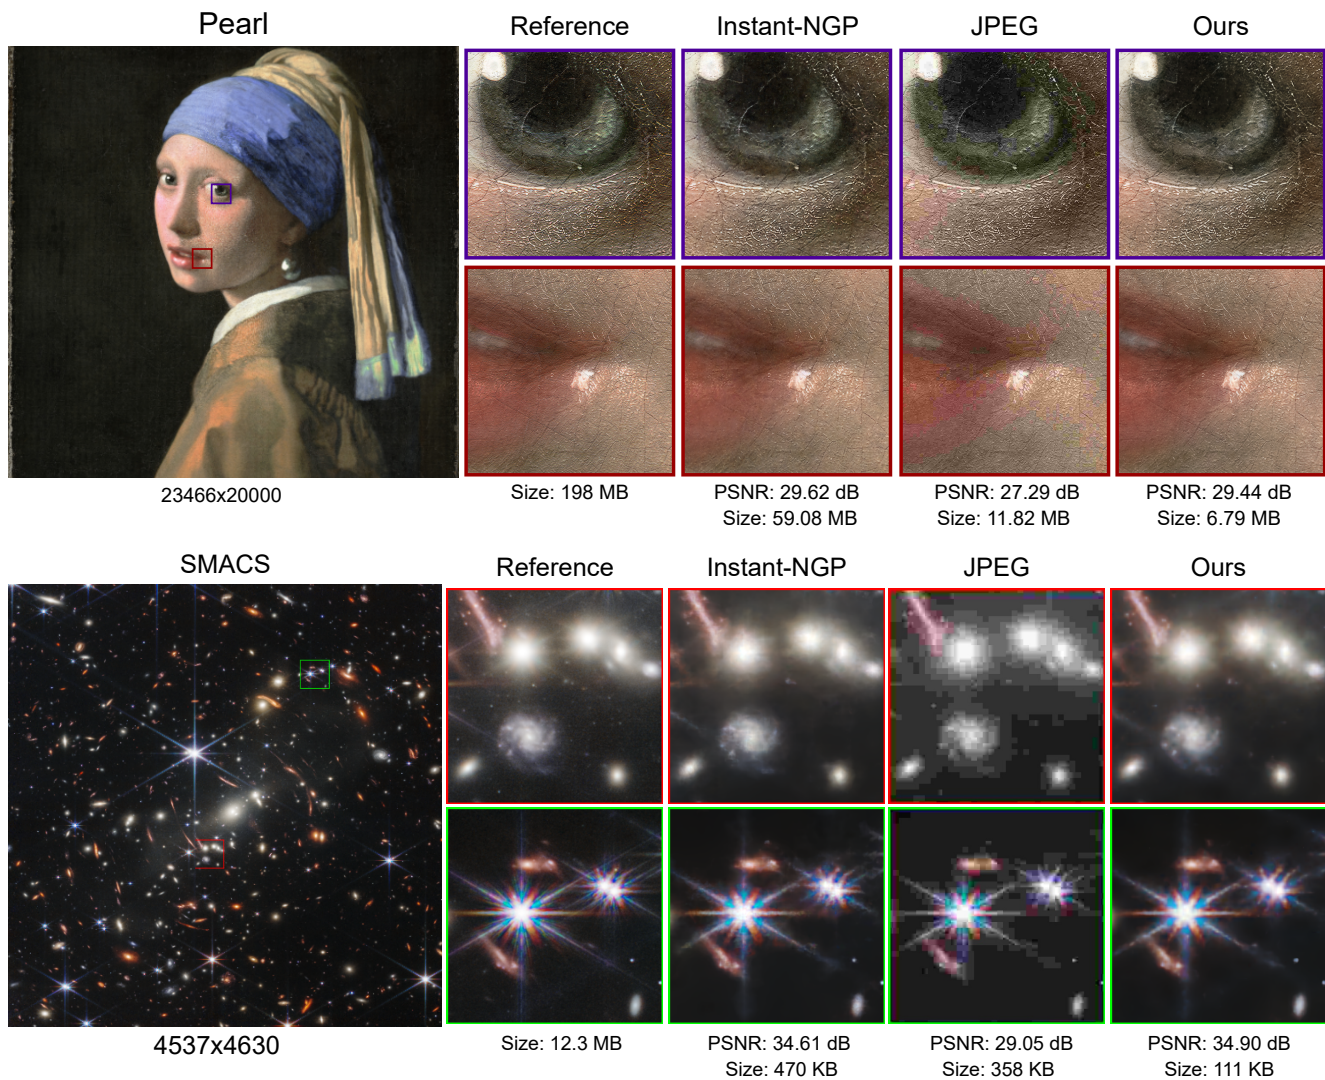 Pearl
Reference
Instant-NGP
JPEG
Ours
23466x20000
Size: 198 MB
PSNR: 29.62 dB
Size: 59.08 MB
PSNR: 27.29 dB
Size: 11.82 MB
PSNR: 29.44 dB
Size: 6.79 MB
SMACS
Reference
Instant-NGP
JPEG
Ours
4537x4630
Size: 12.3 MB
PSNR: 34.61 dB
Size: 470 KB
PSNR: 29.05 dB
Size: 358 KB
PSNR: 34.90 dB
Size: 111 KB